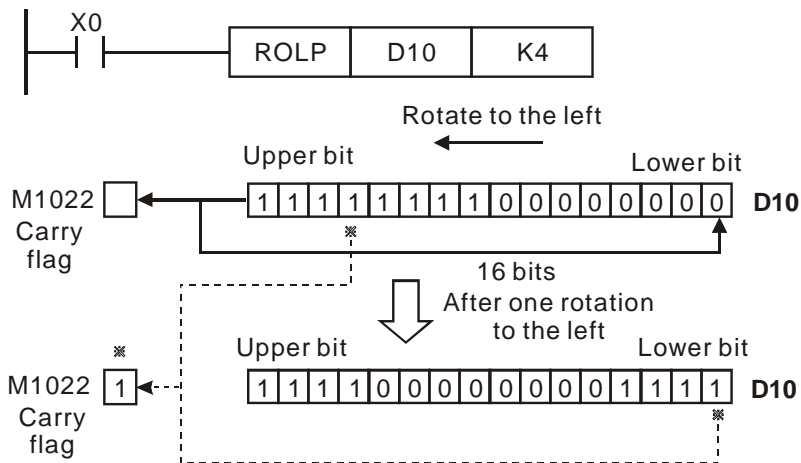 X0
ROLP D10 K4
Rotate to the left
Upper bit Lower bit
M1022 1 1 1 1 1 1 1 1 0 0 0 0 0 0 0 0 D10
Carry
flag
※
16 bits
After one rotation
to the left
※
Upper bit Lower bit
M1022 1 1 1 1 1 0 0 0 0 0 0 0 0 1 1 1 1 D10
Carry
flag
※